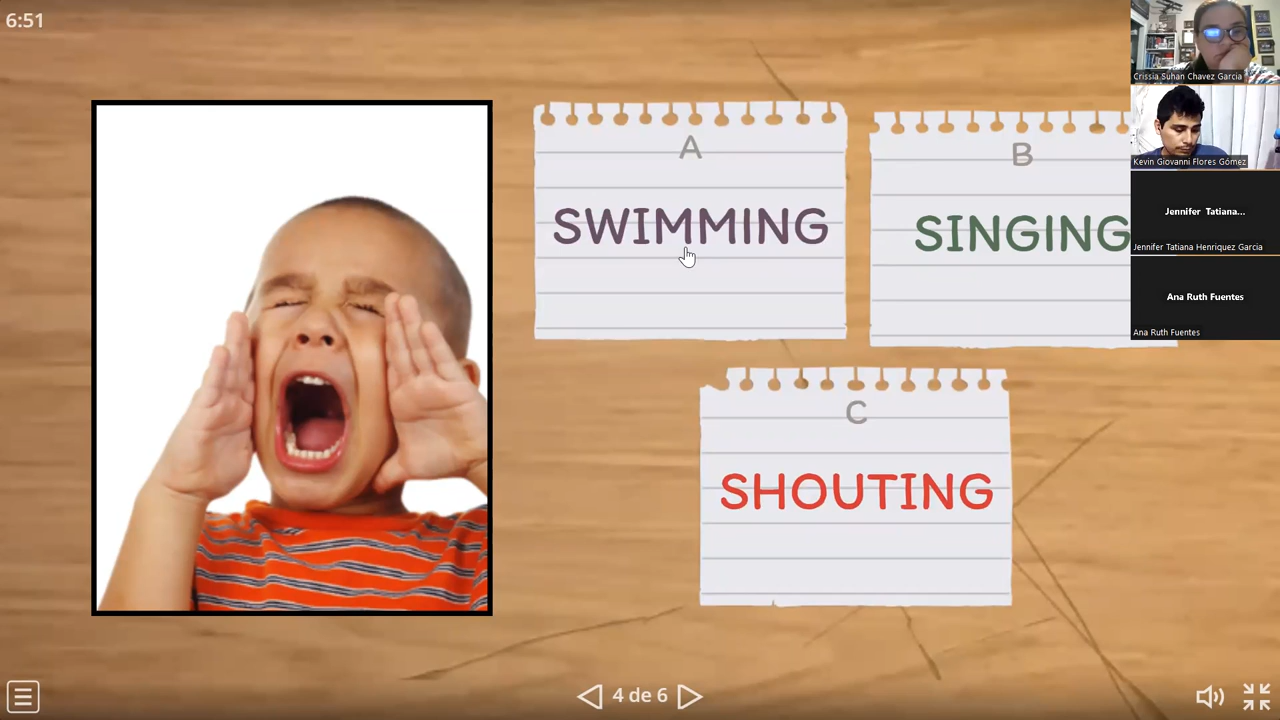 6:51
A
SWIMMING
B
SINGING
C
SHOUTING
4 de 6
Crissia Suhan Chavez Garcia
Kevin Giovanni Flores Gómez
Jennifer Tatiana...
Jennifer Tatiana Henriquez Garcia
Ana Ruth Fuentes
Ana Ruth Fuentes